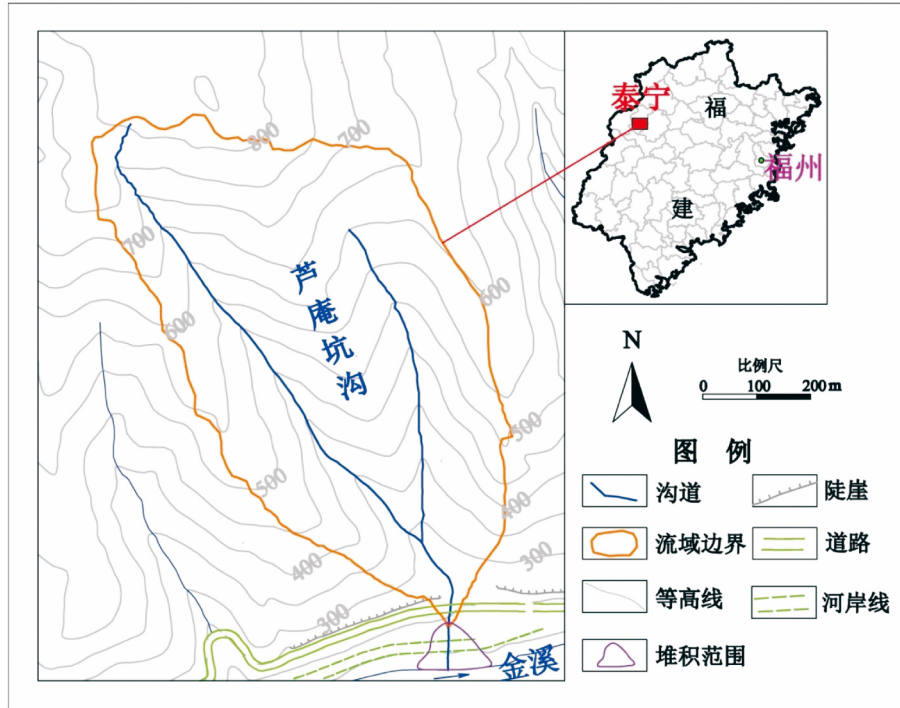 800
700
700
600
600
500
500
400
400
300
300
芦庵坑沟
金溪
泰宁
福
建
福州
N
比例尺
0 100 200 m
图 例
沟道
陡崖
流域边界
道路
等高线
河岸线
堆积范围